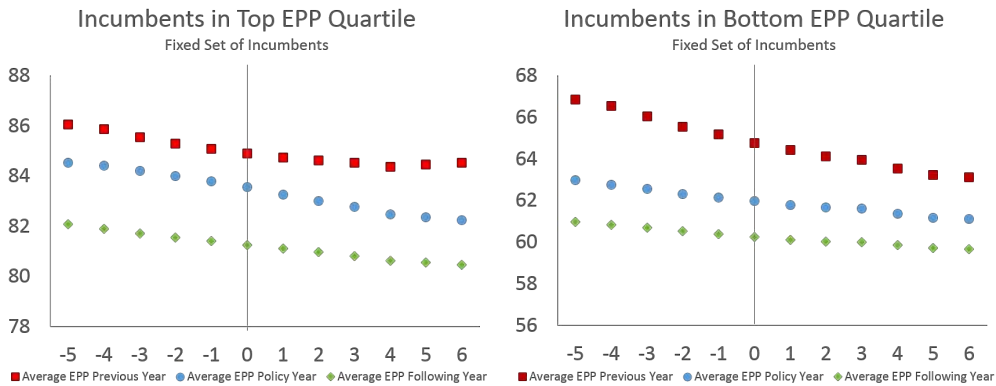 Incumbents in Top EPP Quartile
Fixed Set of Incumbents
88
86
84
82
80
78
-5 -4 -3 -2 -1 0 1 2 3 4 5 6
Average EPP Previous Year Average EPP Policy Year Average EPP Following Year
Incumbents in Bottom EPP Quartile
Fixed Set of Incumbents
68
66
64
62
60
58
56
-5 -4 -3 -2 -1 0 1 2 3 4 5 6
Average EPP Previous Year Average EPP Policy Year Average EPP Following Year